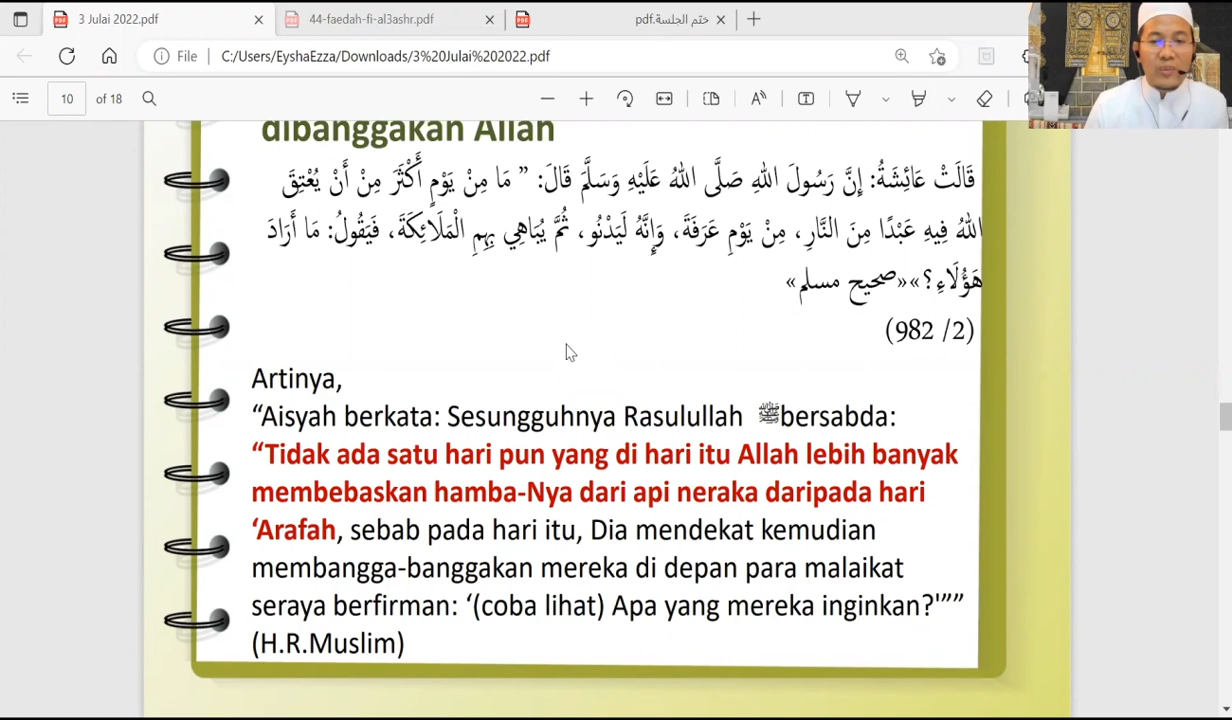 3 Julai 2022.pdf
44-faedah-fi-al3ashr.pdf
ختم الجلسة.pdf
File
C:/Users/EyshaEzza/Downloads/3%20Julai%202022.pdf
10 of 18
dibanggakan Allah
قَالَتْ عَائِشَةُ: إِنَّ رَسُولَ اللهِ صَلَّى اللهُ عَلَيْهِ وَسَلَّمَ قَالَ: ” مَا مِنْ يَوْمٍ أَكْثَرَ مِنْ أَنْ يُعْتِقَ
اللهُ فِيهِ عَبْدًا مِنَ النَّارِ، مِنْ يَوْمِ عَرَفَةَ، وَإِنَّهُ لَيَدْنُو، ثُمَّ يُبَاهِي بِهِمِ الْمَلَائِكَةَ، فَيَقُولُ: مَا أَرَادَ
هَؤُلَاءِ؟»«صحيح مسلم»
(2/ 982)
Artinya,
“Aisyah berkata: Sesungguhnya Rasulullah ﷺbersabda:
“Tidak ada satu hari pun yang di hari itu Allah lebih banyak
membebaskan hamba-Nya dari api neraka daripada hari
‘Arafah, sebab pada hari itu, Dia mendekat kemudian
membangga-banggakan mereka di depan para malaikat
seraya berfirman: ‘(coba lihat) Apa yang mereka inginkan?'””
(H.R.Muslim)